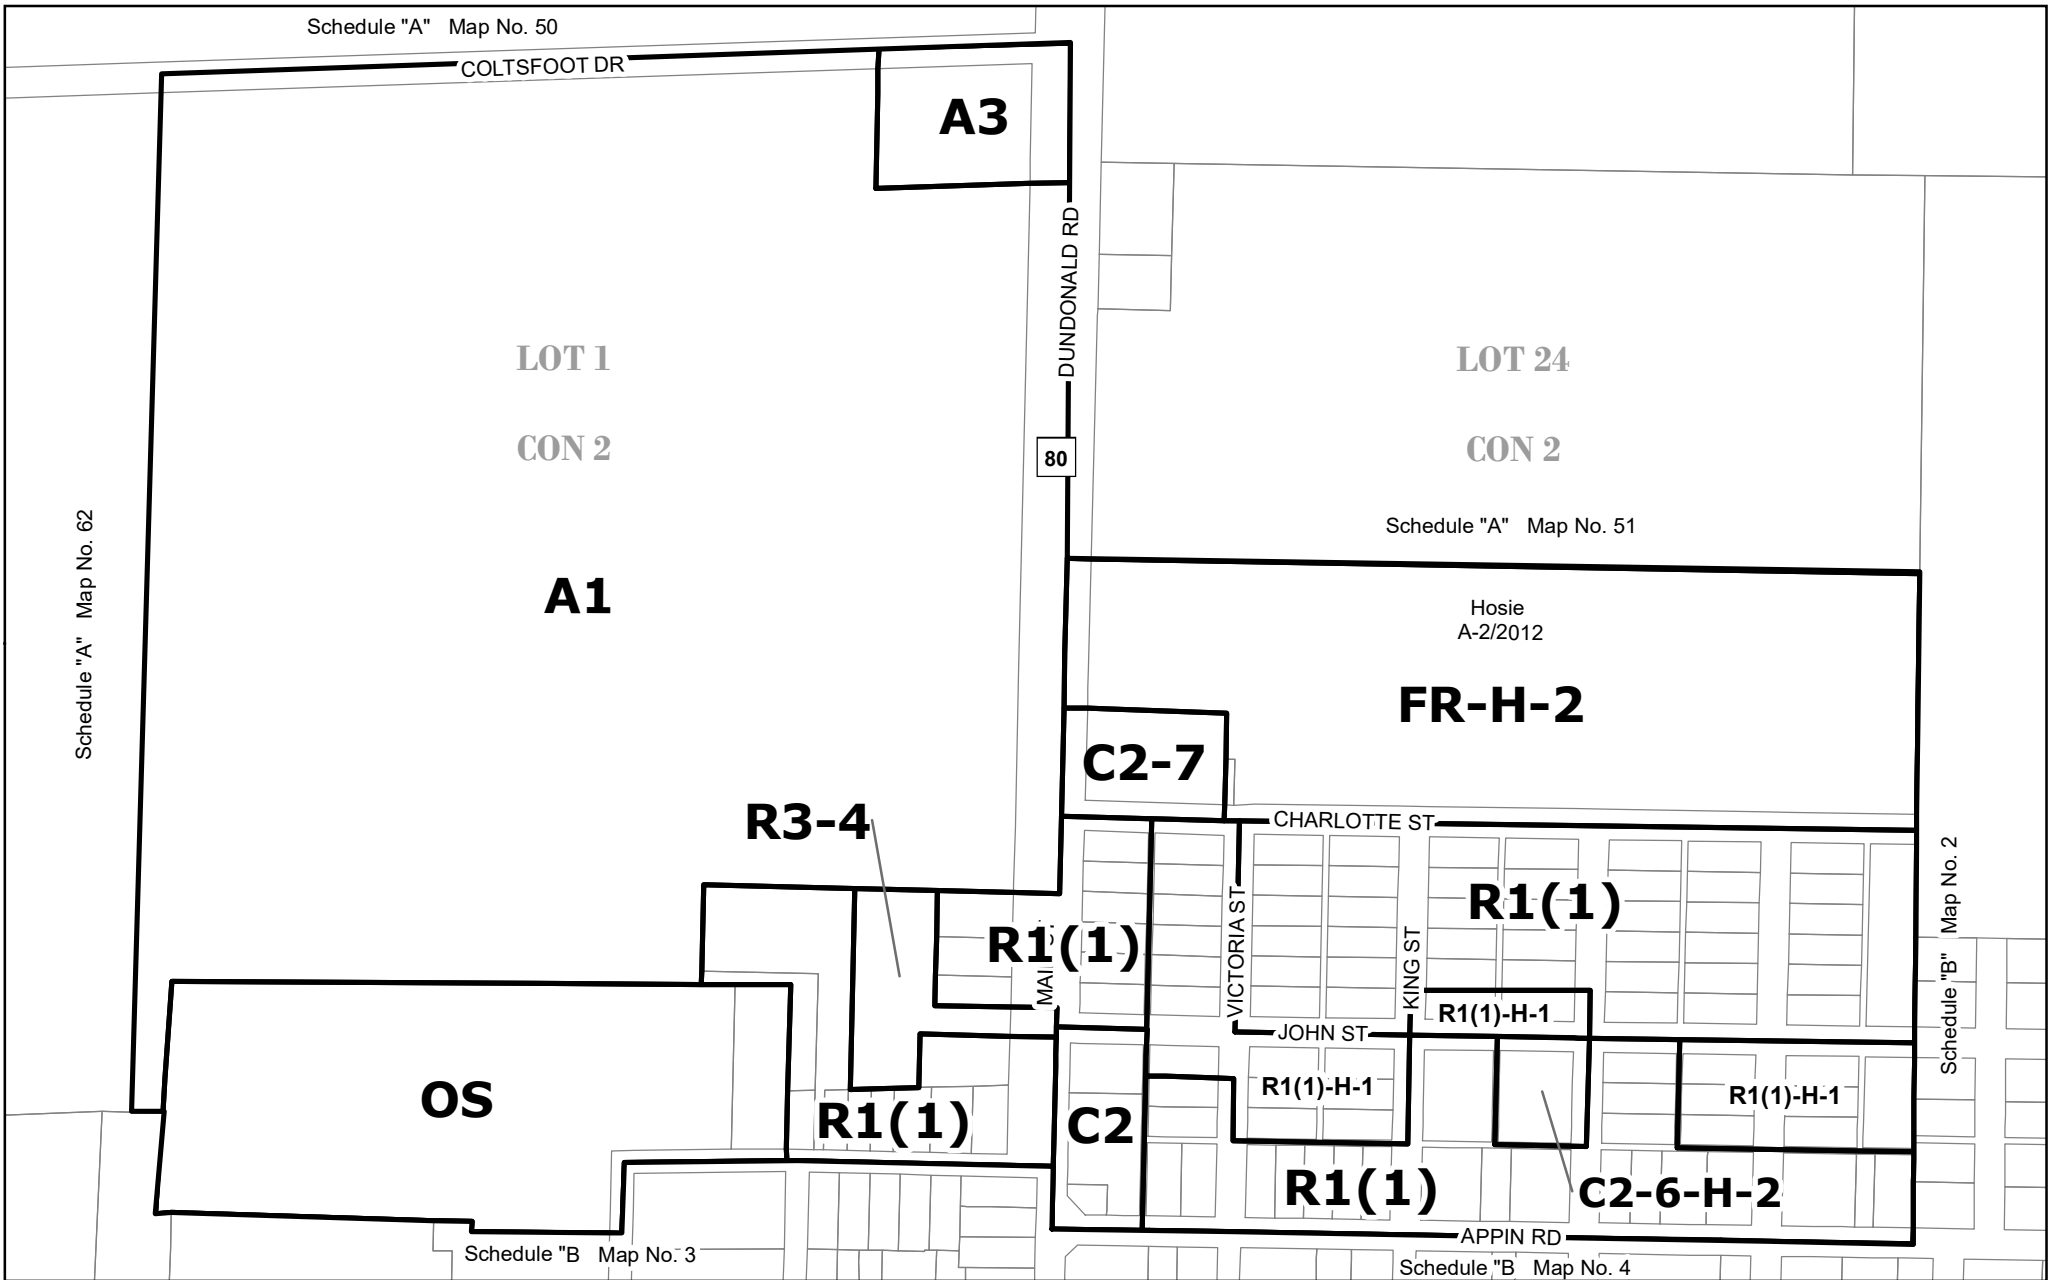 Schedule "A" Map No. 50
COLTSFOOT DR
A3
DUNDONALD RD
LOT 1
CON 2
LOT 24
CON 2
80
Schedule "A" Map No. 51
Schedule "A" Map No. 62
A1
Hosie
A-2/2012
FR-H-2
C2-7
R3-4
CHARLOTTE ST
R1(1)
R1(1)
VICTORIA ST
KING ST
Schedule "B" Map No. 2
R1(1)-H-1
JOHN ST
OS
R1(1)
C2
R1(1)-H-1
R1(1)-H-1
R1(1)
C2-6-H-2
APPIN RD
Schedule "B Map No. 3
Schedule "B Map No. 4